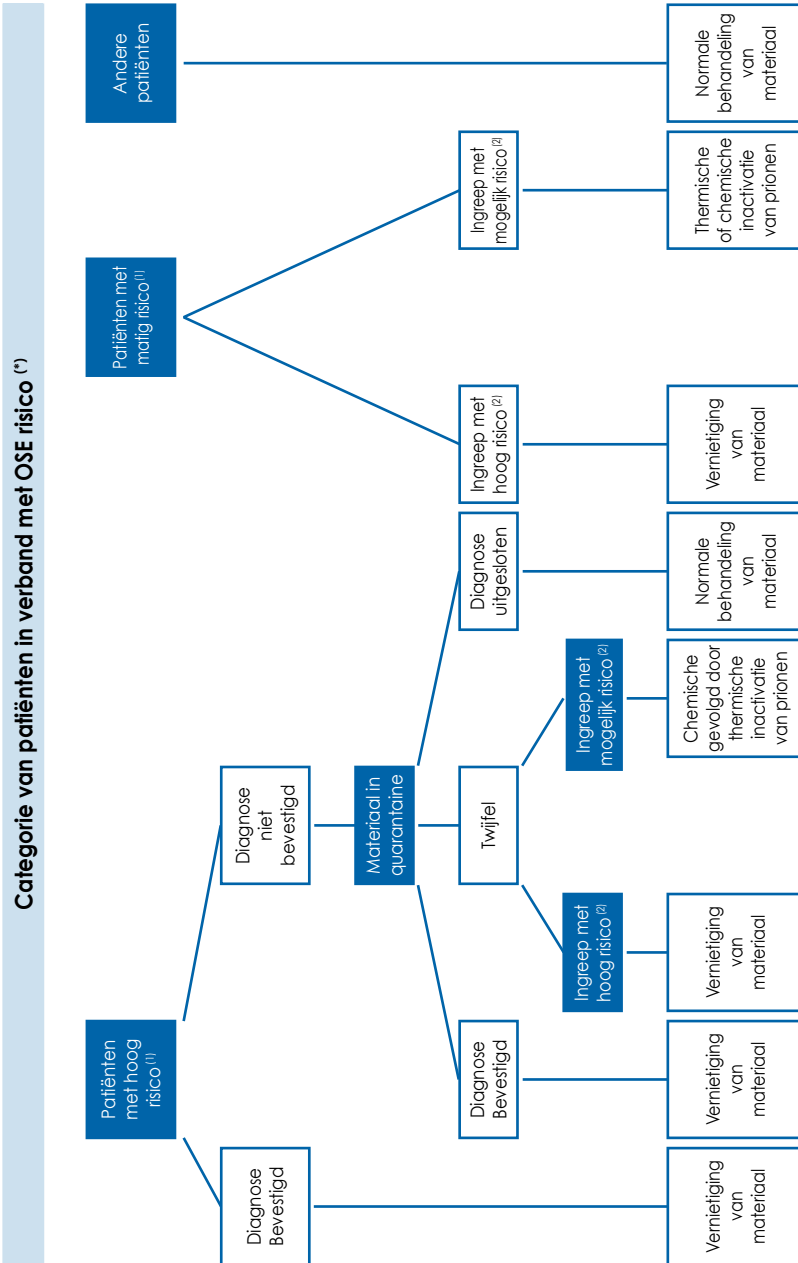 Categorie van patiënten in verband met OSE risico (*)
Patiënten
met hoog
risico (1)
Patiënten met
matig risico (1)
Andere
patiënten
Diagnose
Bevestigd
Diagnose
niet
bevestigd
Materiaal in
quarantaine
Diagnose
Bevestigd
Twijfel
Diagnose
uitgesloten
Ingreep met
hoog risico (2)
Ingreep met
mogelijk risico (2)
Ingreep met
hoog risico (2)
Ingreep met
mogelijk risico (2)
Vernietiging
van
materiaal
Vernietiging
van
materiaal
Vernietiging
van
materiaal
Chemische
gevolgd door
thermische
inactivatie
van prionen
Normale
behandeling
van
materiaal
Vernietiging
van
materiaal
Thermische
of chemische
inactivatie
van prionen
Normale
behandeling
van
materiaal